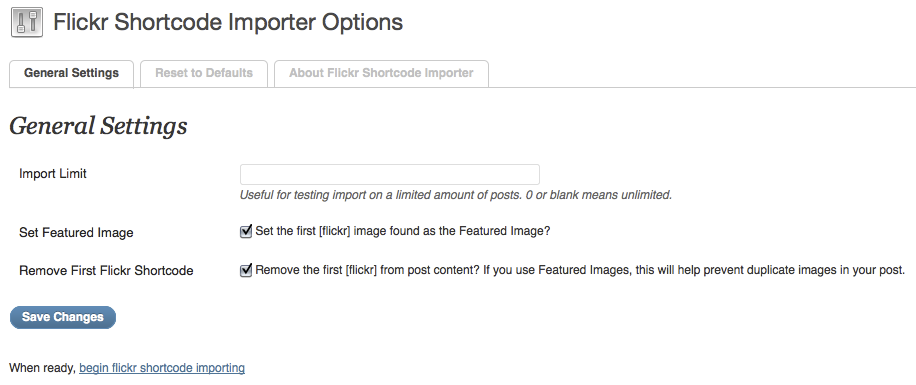 Flickr Shortcode Importer Options
General Settings
Reset to Defaults
About Flickr Shortcode Importer
General Settings
Import Limit
Useful for testing import on a limited amount of posts. 0 or blank means unlimited.
Set Featured Image
Set the first [flickr] image found as the Featured Image?
Remove First Flickr Shortcode
Remove the first [flickr] from post content? If you use Featured Images, this will help prevent duplicate images in your post.
Save Changes
When ready, begin flickr shortcode importing